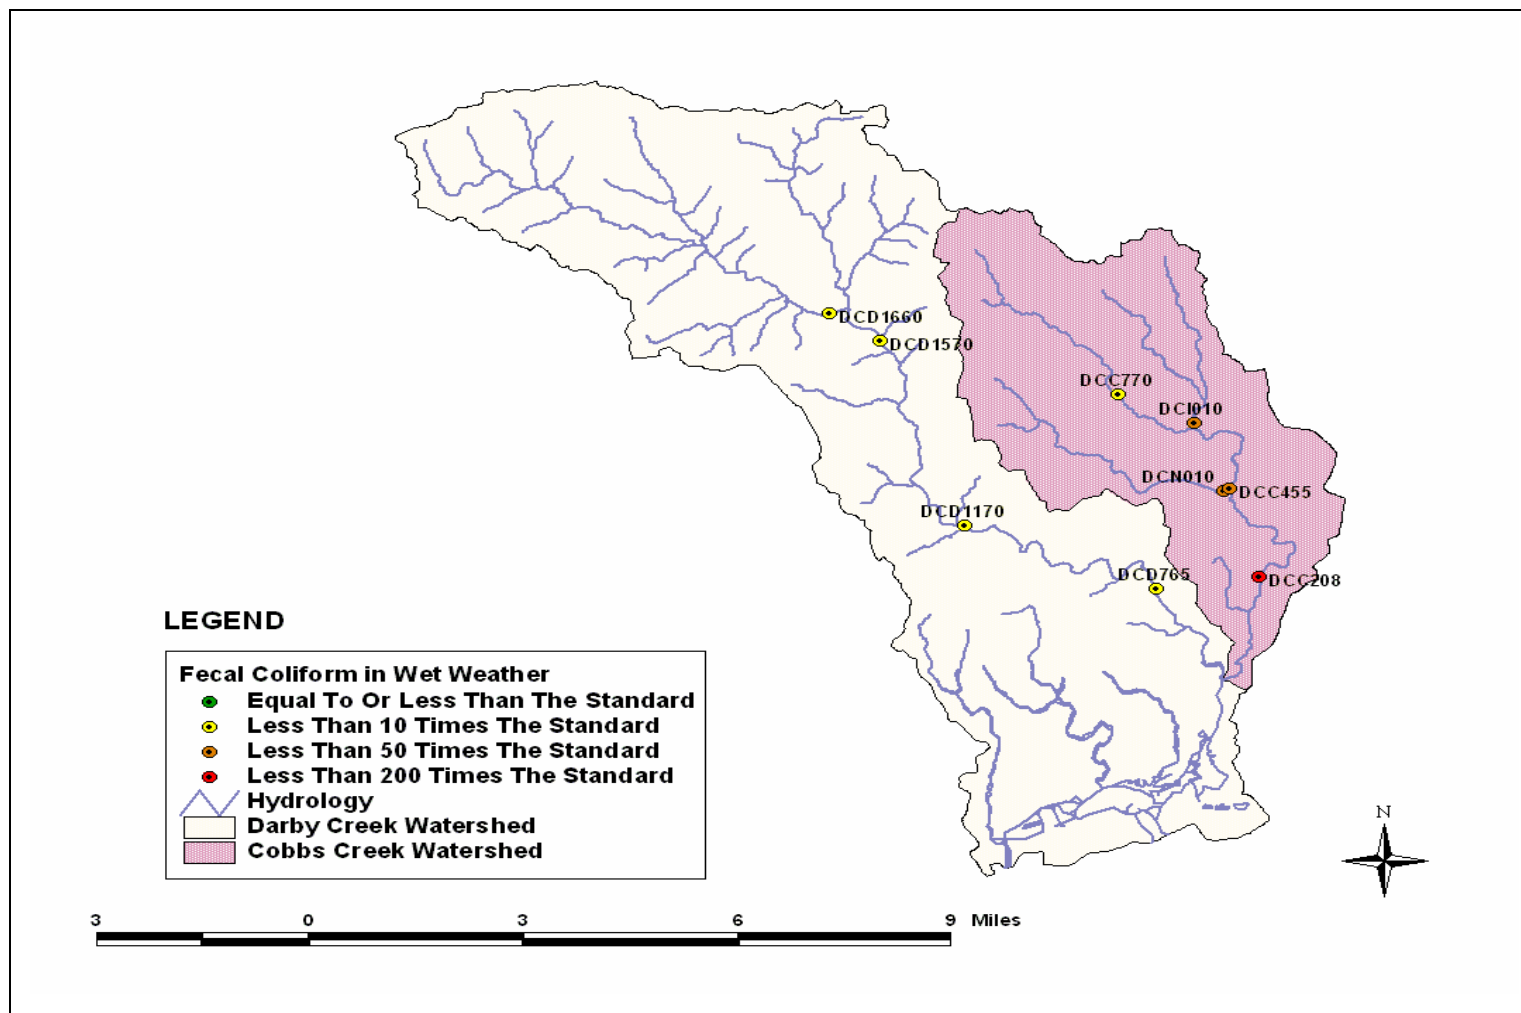 DCD1660
DCD1570
DCC770
DCI010
DCN010
DCC455
DCD1170
DCD765
DCC208
LEGEND
Fecal Coliform in Wet Weather
Equal To Or Less Than The Standard
Less Than 10 Times The Standard
Less Than 50 Times The Standard
Less Than 200 Times The Standard
Hydrology
Darby Creek Watershed
Cobbs Creek Watershed
N
3 0 3 6 9 Miles